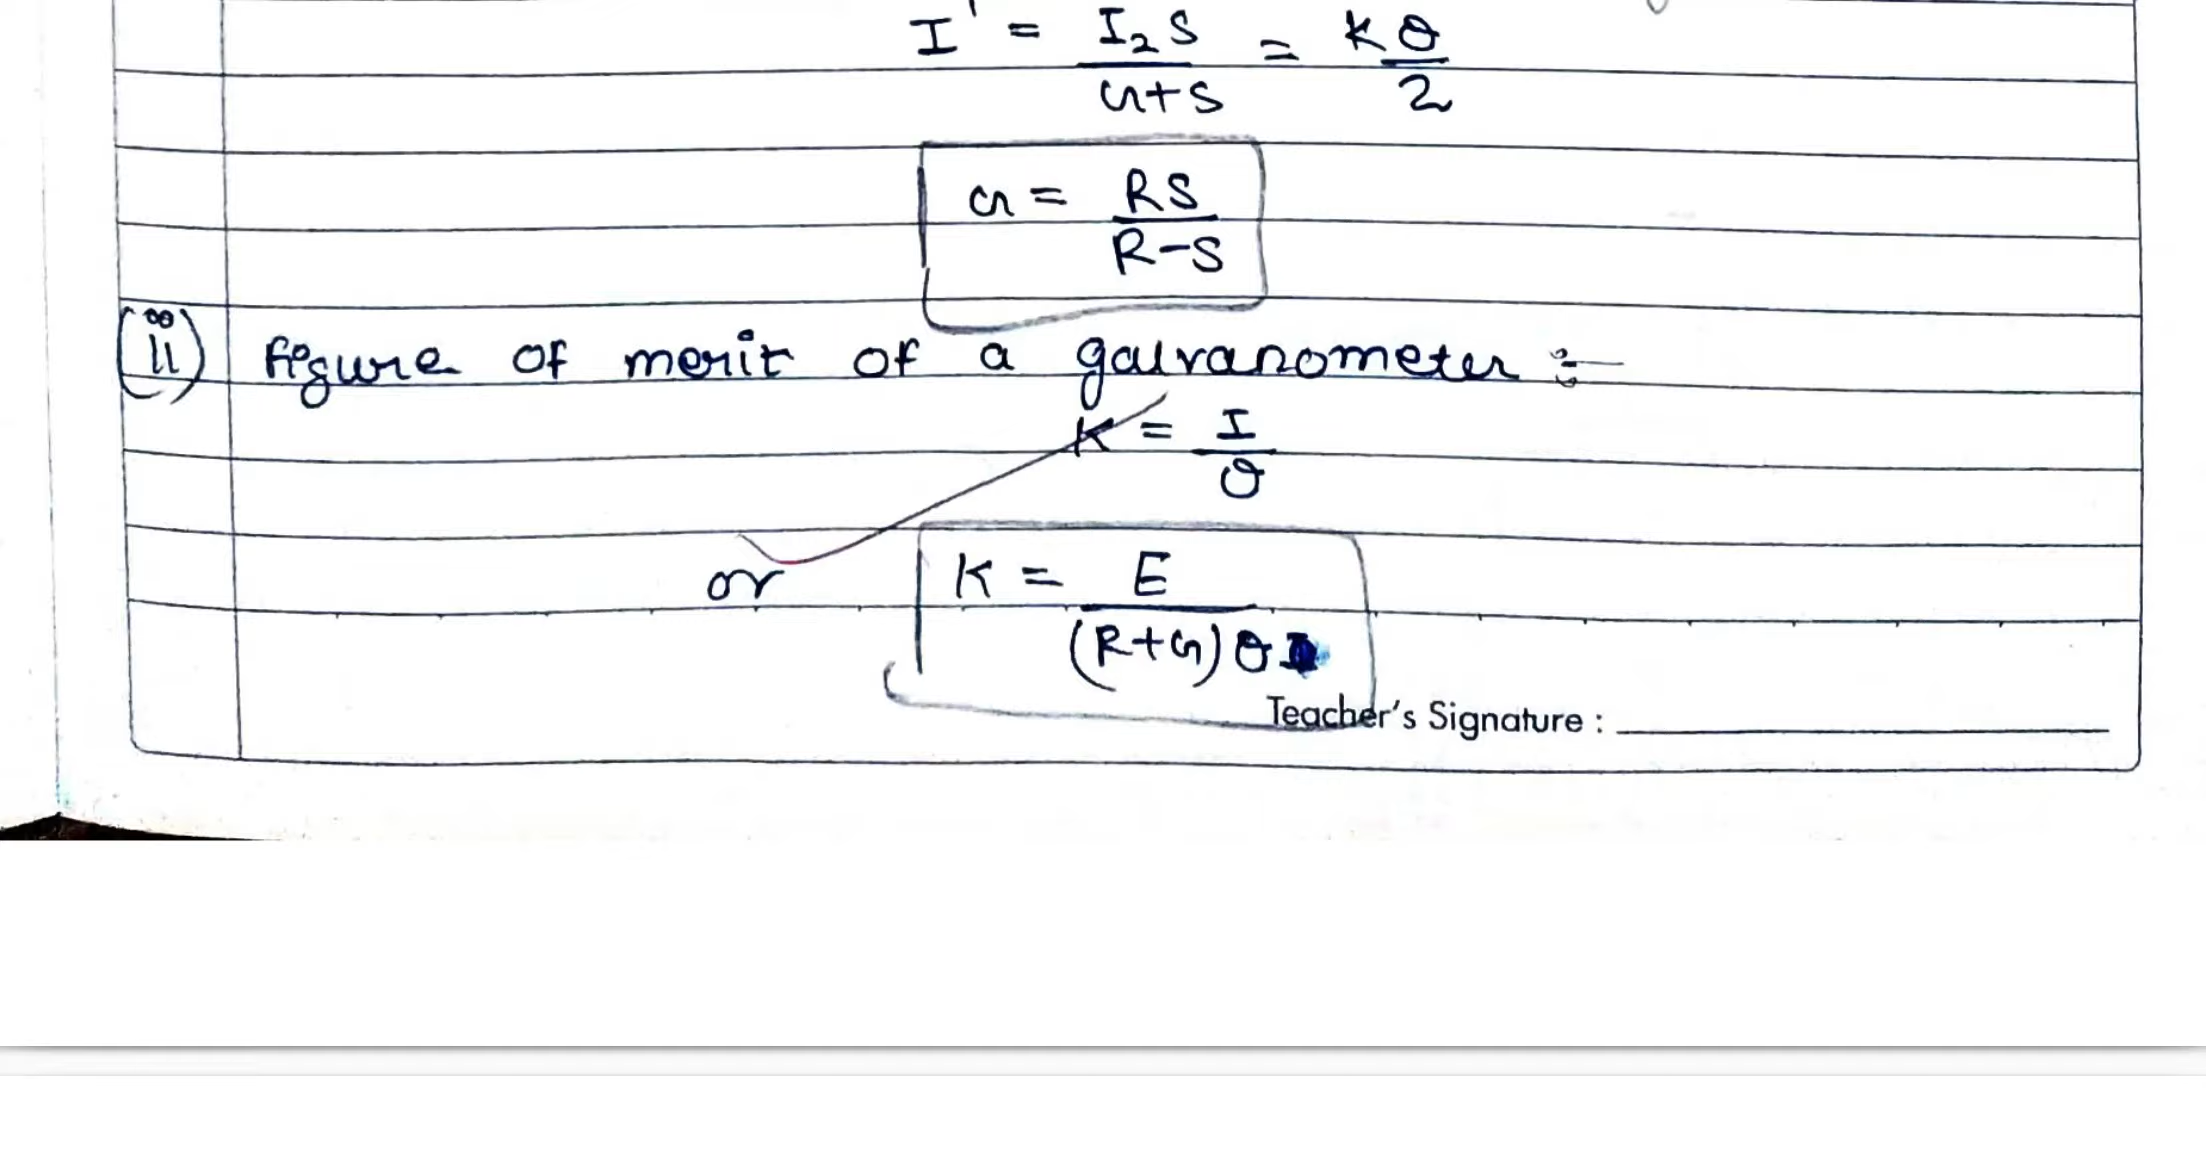 I' = I₂S/G+S = Kθ/2
G = RS/R-S
(ii) figure of merit of a galvanometer :-
K = I/θ
or K = E/(R+G)θ
Teacher's Signature :